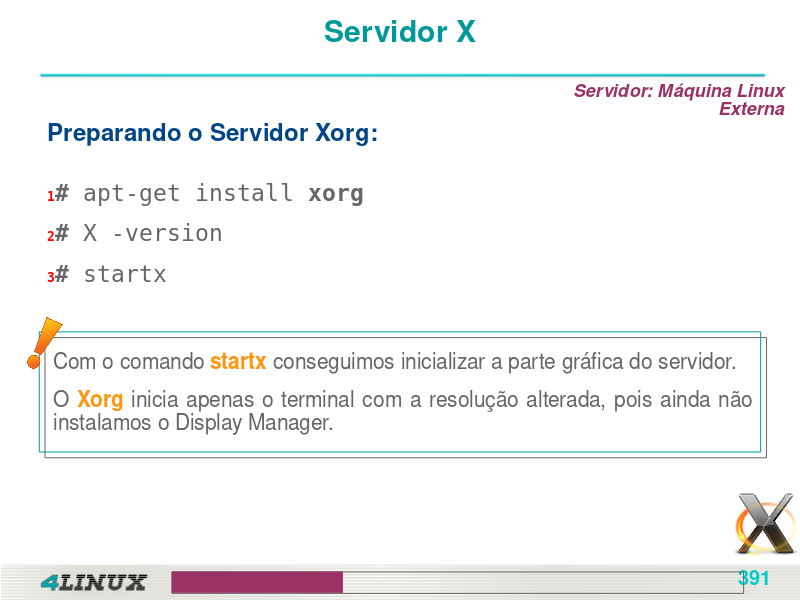 Servidor X
Servidor: Máquina Linux
Externa
Preparando o Servidor Xorg:
1# apt-get install xorg
2# X -version
3# startx
Com o comando startx conseguimos inicializar a parte gráfica do servidor.
O Xorg inicia apenas o terminal com a resolução alterada, pois ainda não
instalamos o Display Manager.
4LINUX
391